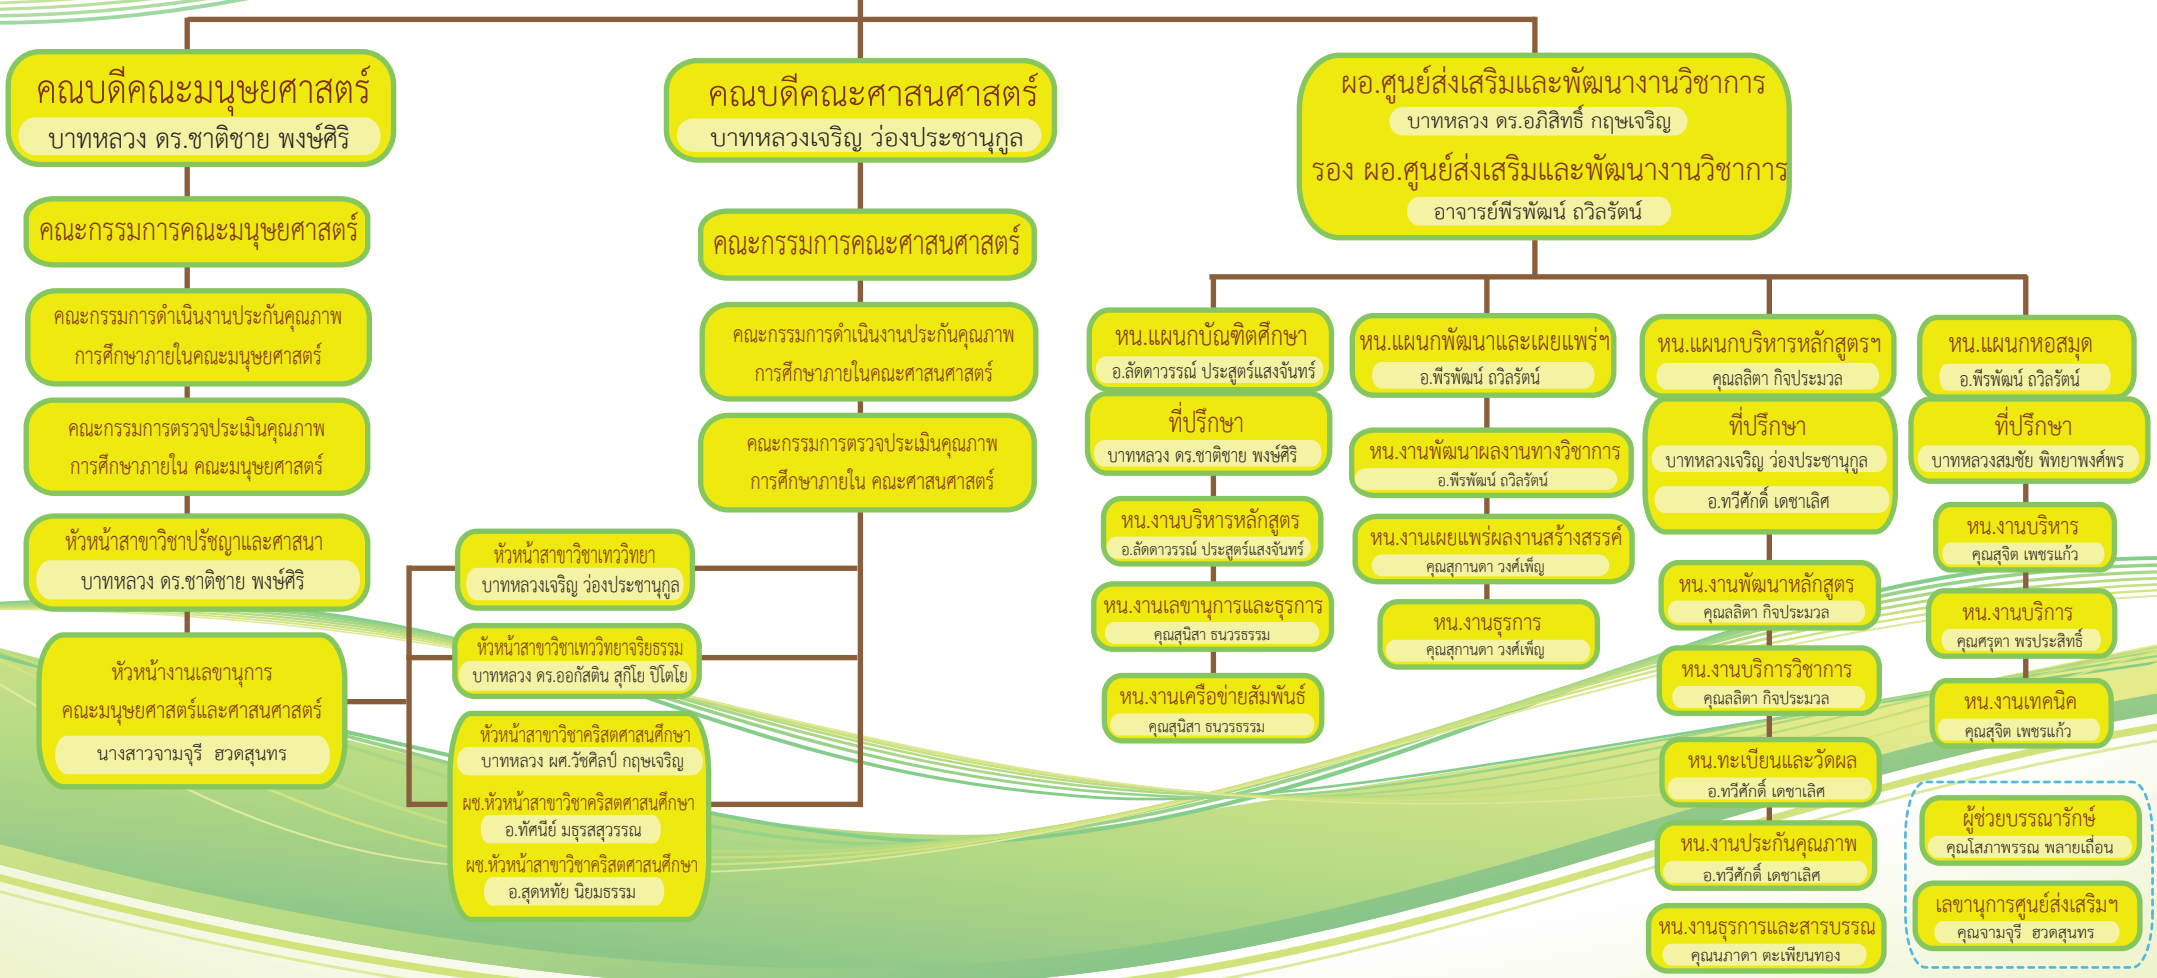 คณบดีคณะมนุษยศาสตร์
บาทหลวง ดร.ชาติชาย พงษ์ศิริ
คณะกรรมการคณะมนุษยศาสตร์
คณะกรรมการดำเนินงานประกันคุณภาพ
การศึกษาภายในคณะมนุษยศาสตร์
คณะกรรมการตรวจประเมินคุณภาพ
การศึกษาภายใน คณะมนุษยศาสตร์
หัวหน้าสาขาวิชาปรัชญาและศาสนา
บาทหลวง ดร.ชาติชาย พงษ์ศิริ
หัวหน้างานเลขานุการ
คณะมนุษยศาสตร์และศาสนศาสตร์
นางสาวจามจุรี ฮวดสุนทร
คณบดีคณะศาสนศาสตร์
บาทหลวงเจริญ ว่องประชานุกูล
คณะกรรมการคณะศาสนศาสตร์
คณะกรรมการดำเนินงานประกันคุณภาพ
การศึกษาภายในคณะศาสนศาสตร์
คณะกรรมการตรวจประเมินคุณภาพ
การศึกษาภายใน คณะศาสนศาสตร์
หัวหน้าสาขาวิชาเทววิทยา
บาทหลวงเจริญ ว่องประชานุกูล
หัวหน้าสาขาวิชาเทววิทยาจริยธรรม
บาทหลวง ดร.ออกัสติน สุกิโย ปิโตโย
หัวหน้าสาขาวิชาคริสตศาสนศึกษา
บาทหลวง ผศ.วัชศิลป์ กฤษเจริญ
ผช.หัวหน้าสาขาวิชาคริสตศาสนศึกษา
อ.ทัศนีย์ มธุรสสุวรรณ
ผช.หัวหน้าสาขาวิชาคริสตศาสนศึกษา
อ.สุดหทัย นิยมธรรม
ผอ.ศูนย์ส่งเสริมและพัฒนางานวิชาการ
บาทหลวง ดร.อภิสิทธิ์ กฤษเจริญ
รอง ผอ.ศูนย์ส่งเสริมและพัฒนางานวิชาการ
อาจารย์พีรพัฒน์ ถวิลรัตน์
หน.แผนกบัณฑิตศึกษา
อ.ลัดดาวรรณ์ ประสูตร์แสงจันทร์
ที่ปรึกษา
บาทหลวง ดร.ชาติชาย พงษ์ศิริ
หน.งานบริหารหลักสูตร
อ.ลัดดาวรรณ์ ประสูตร์แสงจันทร์
หน.งานเลขานุการและธุรการ
คุณสุนิสา ธนวรธรรม
หน.งานเครือข่ายสัมพันธ์
คุณสุนิสา ธนวรธรรม
หน.แผนกพัฒนาและเผยแพร่ฯ
อ.พีรพัฒน์ ถวิลรัตน์
หน.งานพัฒนาผลงานทางวิชาการ
อ.พีรพัฒน์ ถวิลรัตน์
หน.งานเผยแพร่ผลงานสร้างสรรค์
คุณสุกานดา วงศ์เพ็ญ
หน.งานธุรการ
คุณสุกานดา วงศ์เพ็ญ
หน.แผนกบริหารหลักสูตรฯ
คุณลลิตา กิจประมวล
ที่ปรึกษา
บาทหลวงเจริญ ว่องประชานุกูล
อ.ทวีศักดิ์ เดชาเลิศ
หน.งานพัฒนาหลักสูตร
คุณลลิตา กิจประมวล
หน.งานบริการวิชาการ
คุณลลิตา กิจประมวล
หน.ทะเบียนและวัดผล
อ.ทวีศักดิ์ เดชาเลิศ
หน.งานประกันคุณภาพ
อ.ทวีศักดิ์ เดชาเลิศ
หน.งานธุรการและสารบรรณ
คุณนภาดา ตะเพียนทอง
หน.แผนกหอสมุด
อ.พีรพัฒน์ ถวิลรัตน์
ที่ปรึกษา
บาทหลวงสมชัย พิทยาพงศ์พร
หน.งานบริหาร
คุณสุจิต เพชรแก้ว
หน.งานบริการ
คุณศรุตา พรประสิทธิ์
หน.งานเทคนิค
คุณสุจิต เพชรแก้ว
ผู้ช่วยบรรณารักษ์
คุณโสภาพรรณ พลายเถื่อน
เลขานุการศูนย์ส่งเสริมฯ
คุณจามจุรี ฮวดสุนทร